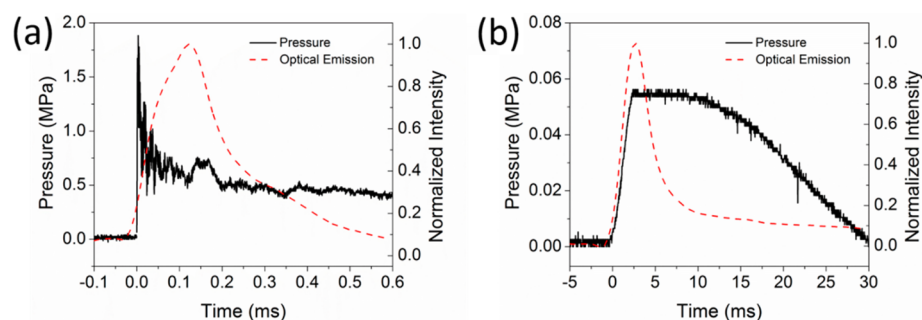 (a)
Pressure (MPa)
2.0
1.5
1.0
0.5
0.0
Pressure
Optical Emission
1.0
0.8
0.6
0.4
0.2
0.0
Normalized Intensity
-0.1 0.0 0.1 0.2 0.3 0.4 0.5 0.6
Time (ms)
(b)
Pressure (MPa)
0.08
0.06
0.04
0.02
0.00
Pressure
Optical Emission
1.0
0.8
0.6
0.4
0.2
0.0
Normalized Intensity
-5 0 5 10 15 20 25 30
Time (ms)